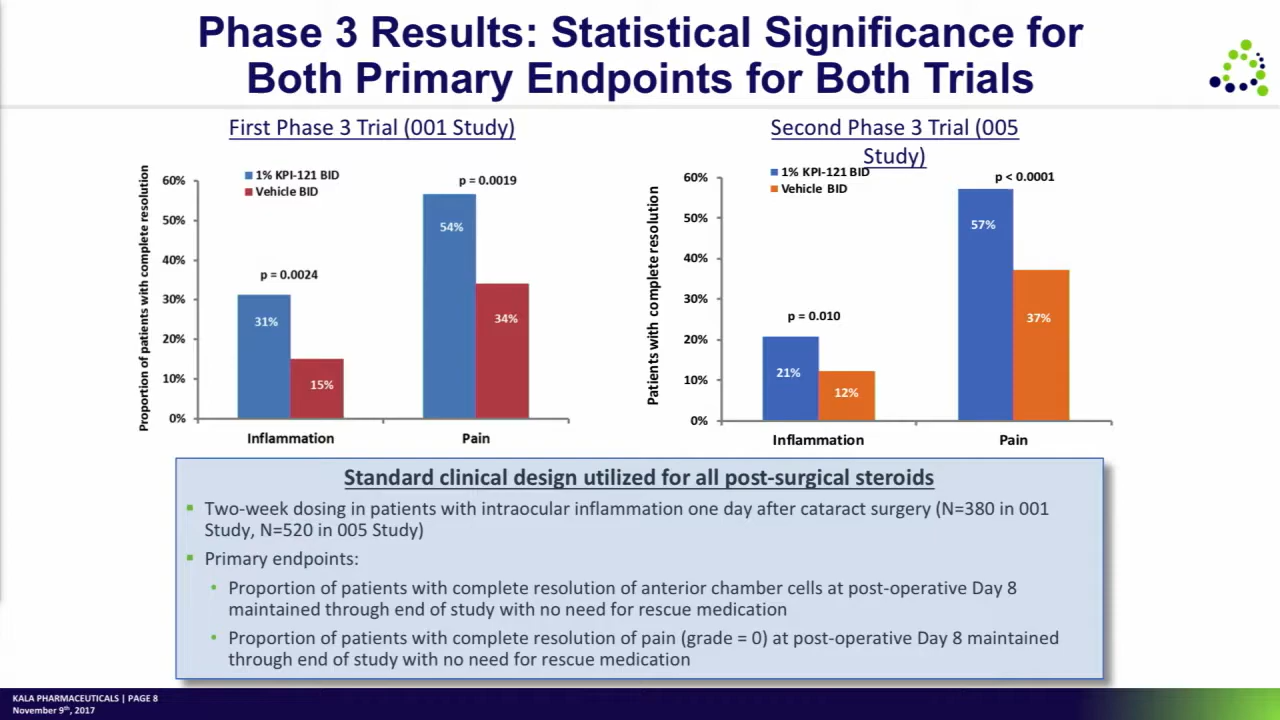 Phase 3 Results: Statistical Significance for
Both Primary Endpoints for Both Trials
First Phase 3 Trial (001 Study)
Proportion of patients with complete resolution
60%
50%
40%
30%
20%
10%
0%
1% KPI-121 BID
Vehicle BID
p = 0.0024
p = 0.0019
31%
15%
54%
34%
Inflammation
Pain
Second Phase 3 Trial (005
Study)
Patients with complete resolution
60%
50%
40%
30%
20%
10%
0%
1% KPI-121 BID
Vehicle BID
p = 0.010
p < 0.0001
21%
12%
57%
37%
Inflammation
Pain
Standard clinical design utilized for all post-surgical steroids
▪ Two-week dosing in patients with intraocular inflammation one day after cataract surgery (N=380 in 001
Study, N=520 in 005 Study)
▪ Primary endpoints:
• Proportion of patients with complete resolution of anterior chamber cells at post-operative Day 8
maintained through end of study with no need for rescue medication
• Proportion of patients with complete resolution of pain (grade = 0) at post-operative Day 8 maintained
through end of study with no need for rescue medication
KALA PHARMACEUTICALS | PAGE 8
November 9th, 2017